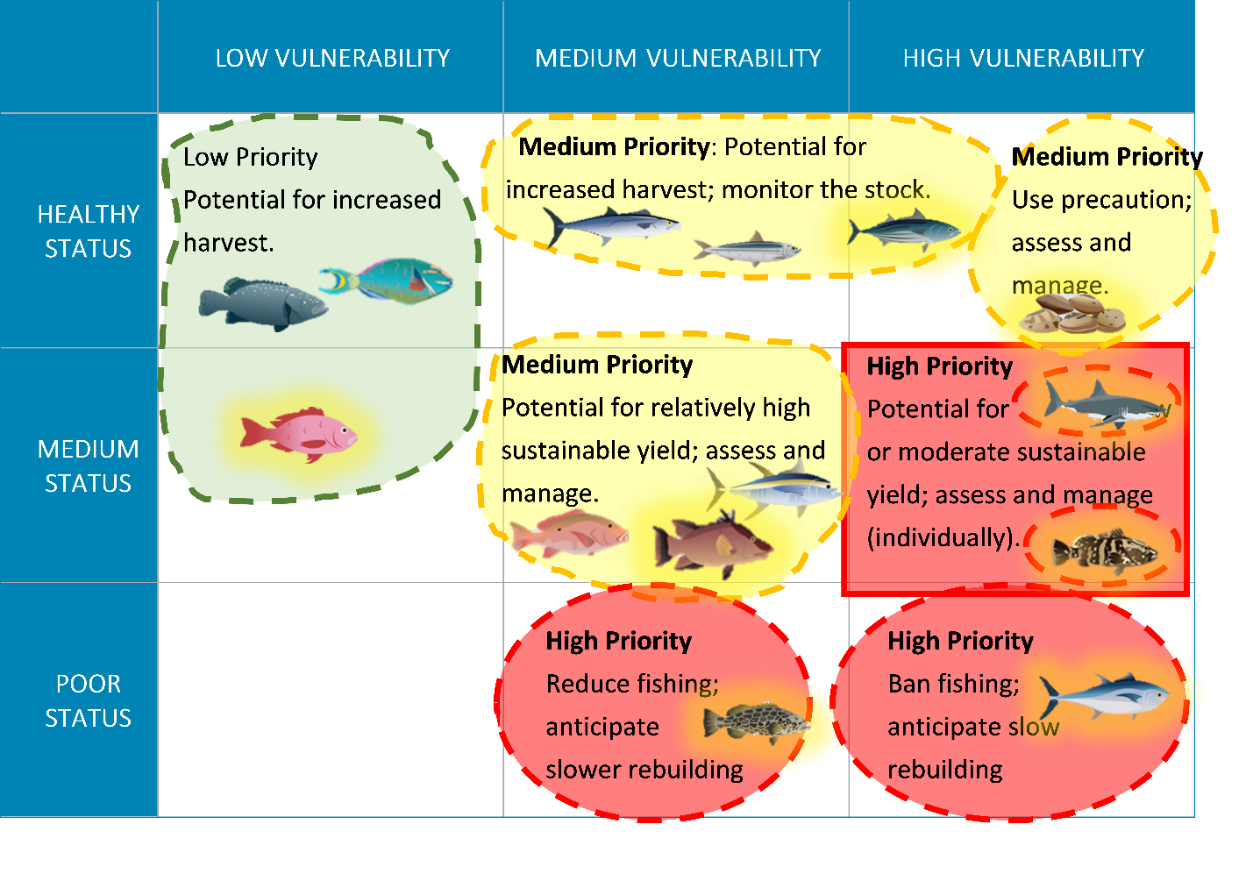 LOW VULNERABILITY
MEDIUM VULNERABILITY
HIGH VULNERABILITY
HEALTHY
STATUS
Low Priority
Potential for increased
harvest.
Medium Priority: Potential for
increased harvest; monitor the stock.
Medium Priority
Use precaution;
assess and
manage.
MEDIUM
STATUS
Medium Priority
Potential for relatively high
sustainable yield; assess and
manage.
High Priority
Potential for
or moderate sustainable
yield; assess and manage
(individually).
POOR
STATUS
High Priority
Reduce fishing;
anticipate
slower rebuilding
High Priority
Ban fishing;
anticipate slow
rebuilding